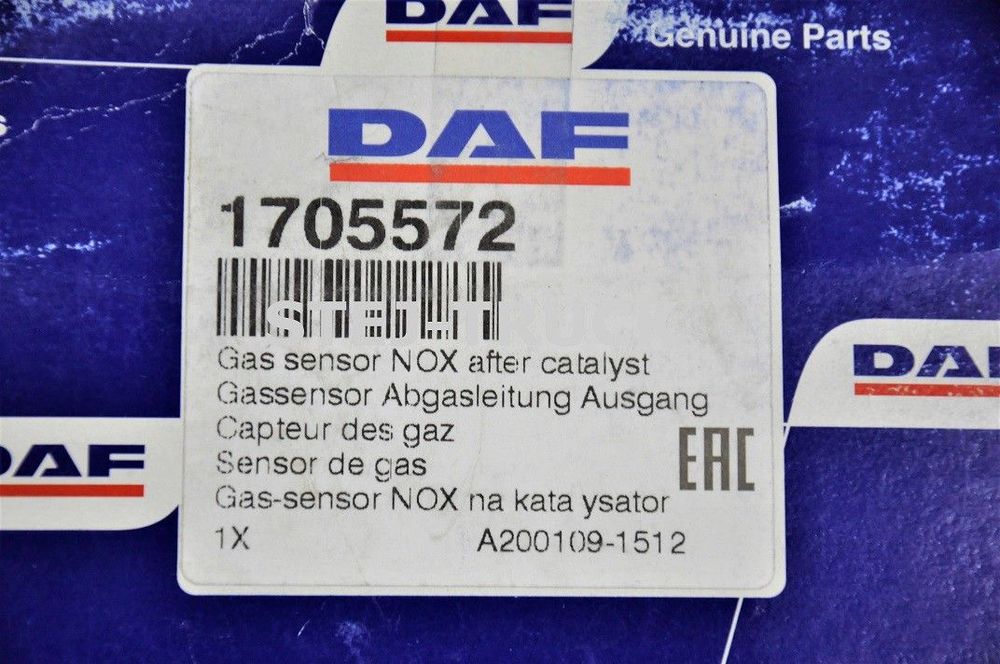 DAF
Genuine Parts
DAF
1705572
Gas sensor NOX after catalyst
Gassensor Abgasleitung Ausgang
Capteur des gaz
Sensor de gas
Gas-sensor NOX na kata ysator
EAC
1X A200109-1512
DAF
DAF